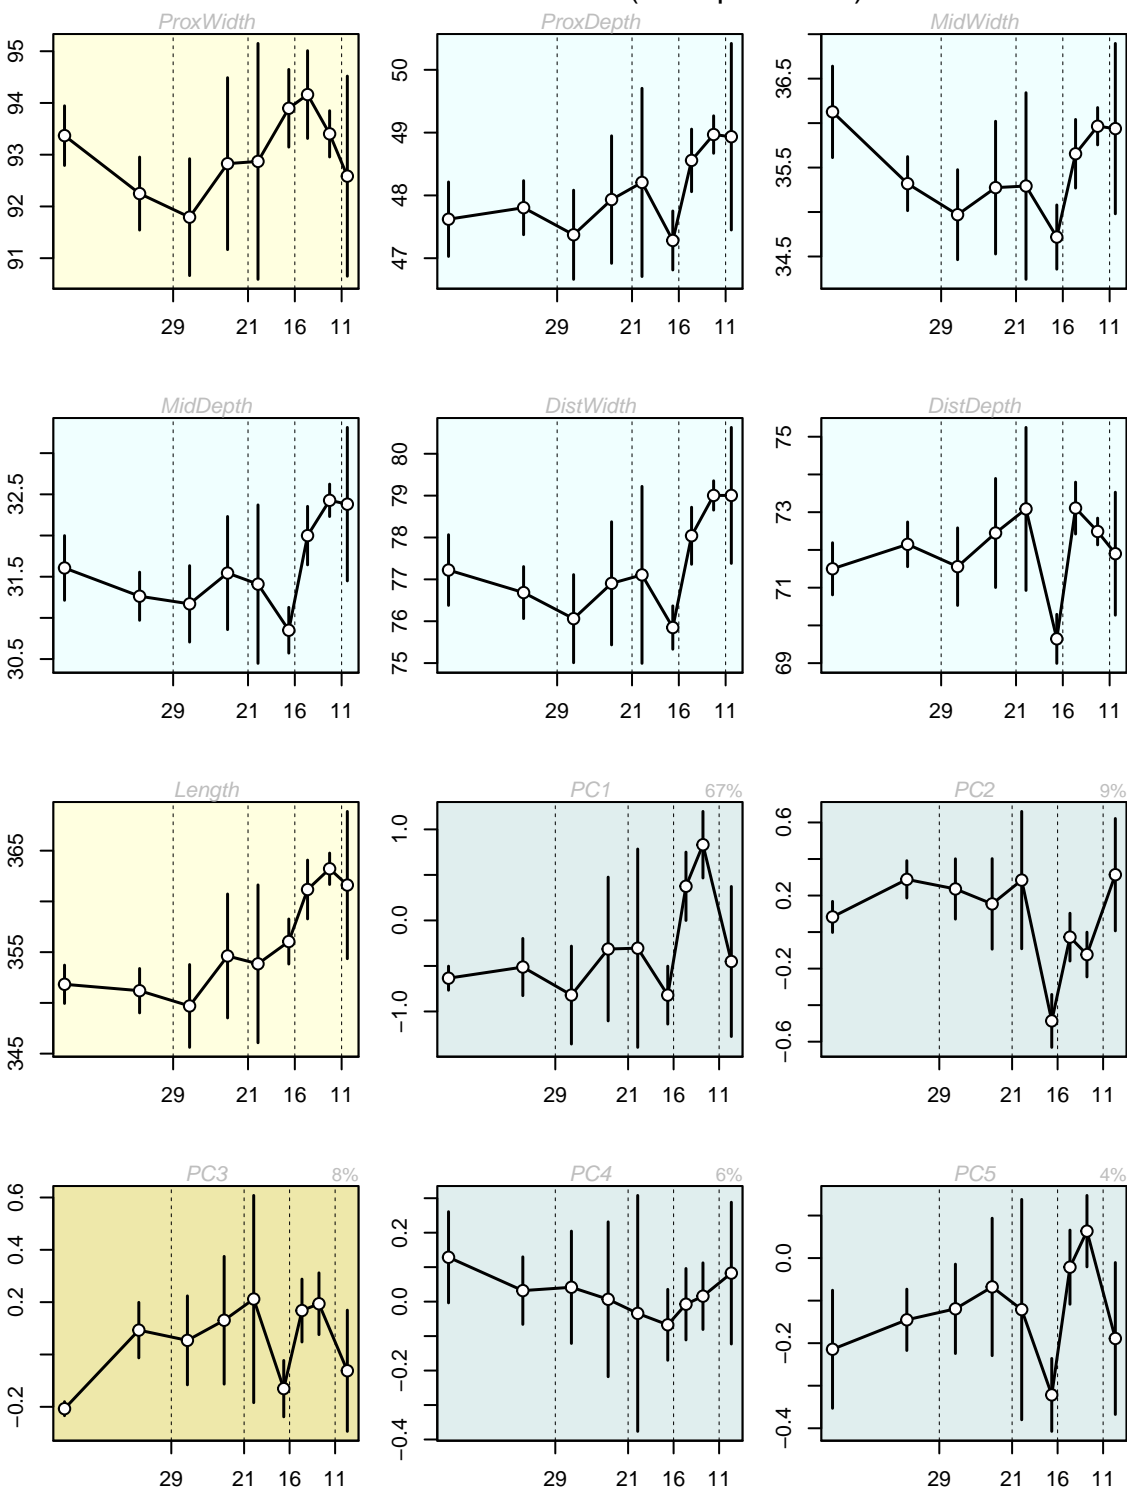 ProxWidth ProxDepth MidWidth
95 94 93 92 91
50 49 48 47
36.5 35.5 34.5
29 21 16 11 29 21 16 11 29 21 16 11
MidDepth DistWidth DistDepth
32.5 31.5 30.5
80 79 78 77 76 75
75 73 71 69
29 21 16 11 29 21 16 11 29 21 16 11
Length PC1 67% PC2 9%
365 355 345
1.0 0.0 −1.0
0.6 0.2 −0.2 −0.6
29 21 16 11 29 21 16 11 29 21 16 11
PC3 8% PC4 6% PC5 4%
0.6 0.4 0.2 −0.2
0.2 0.0 −0.2 −0.4
0.0 −0.2 −0.4
29 21 16 11 29 21 16 11 29 21 16 11